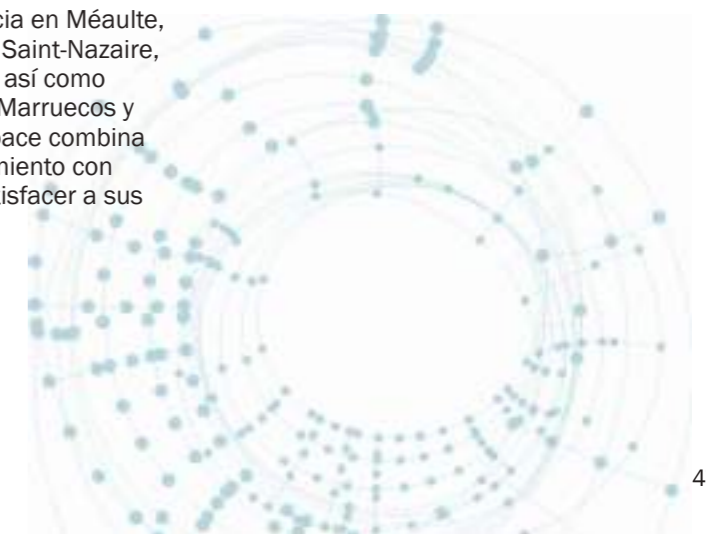 cia en Méaulte,
Saint-Nazaire,
así como
Marruecos y
pace combina
miento con
isfacer a sus
4